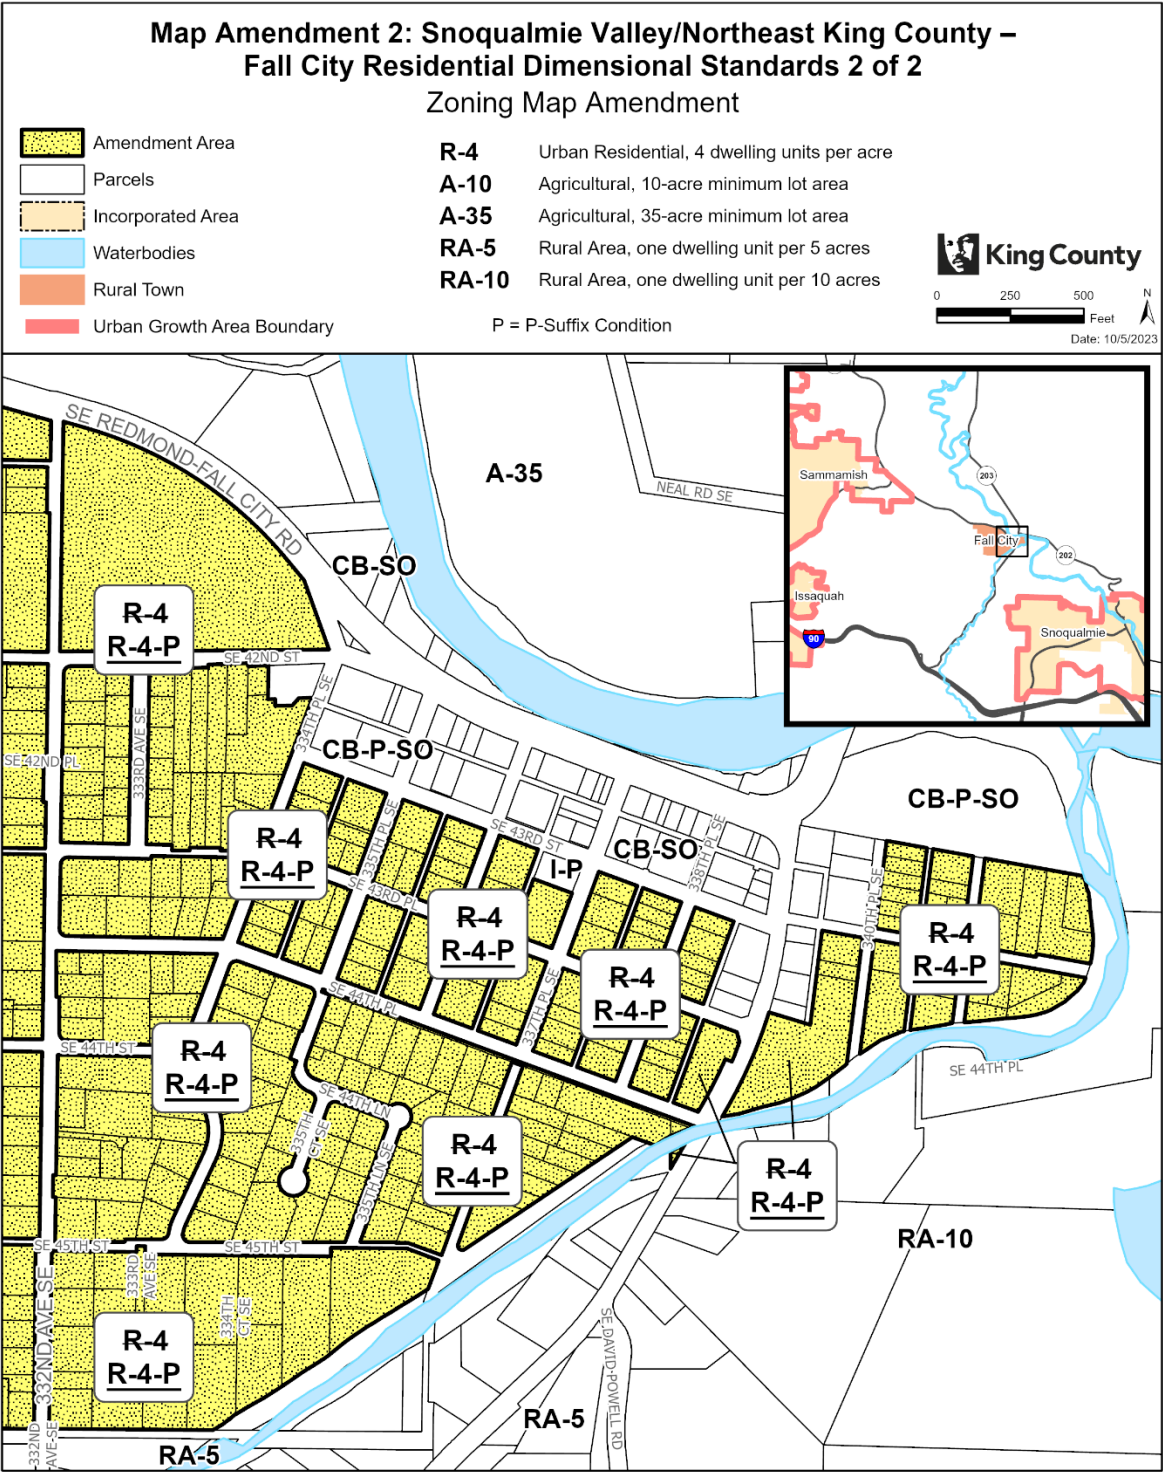 Map Amendment 2: Snoqualmie Valley/Northeast King County –
Fall City Residential Dimensional Standards 2 of 2
Zoning Map Amendment
Amendment Area
Parcels
Incorporated Area
Waterbodies
Rural Town
Urban Growth Area Boundary
R-4 Urban Residential, 4 dwelling units per acre
A-10 Agricultural, 10-acre minimum lot area
A-35 Agricultural, 35-acre minimum lot area
RA-5 Rural Area, one dwelling unit per 5 acres
RA-10 Rural Area, one dwelling unit per 10 acres
P = P-Suffix Condition
King County
0 250 500
Feet
N
Date: 10/5/2023
SE REDMOND-FALL CITY RD
A-35
NEAL RD SE
CB-SO
Sammamish
203
Fall City
202
Issaquah
90
Snoqualmie
R-4
R-4-P
SE 42ND ST
334TH PL SE
333RD AVE SE
SE 42ND PL
CB-P-SO
CB-P-SO
335TH PL SE
SE 43RD ST
CB-SO
338TH PL SE
I-P
R-4
R-4-P
SE 43RD PL
R-4
R-4-P
340TH PL SE
R-4
R-4-P
R-4
R-4-P
337TH PL SE
SE 44TH PL
SE 44TH ST
R-4
R-4-P
SE 44TH PL
SE 44TH LN
335TH
CT SE
335TH LN SE
R-4
R-4-P
R-4
R-4-P
RA-10
SE 45TH ST
SE 45TH ST
333RD
AVE SE
332ND AVE SE
334TH
CT SE
R-4
R-4-P
SE DAVID-POWELL RD
RA-5
332ND
AVE-SE
RA-5